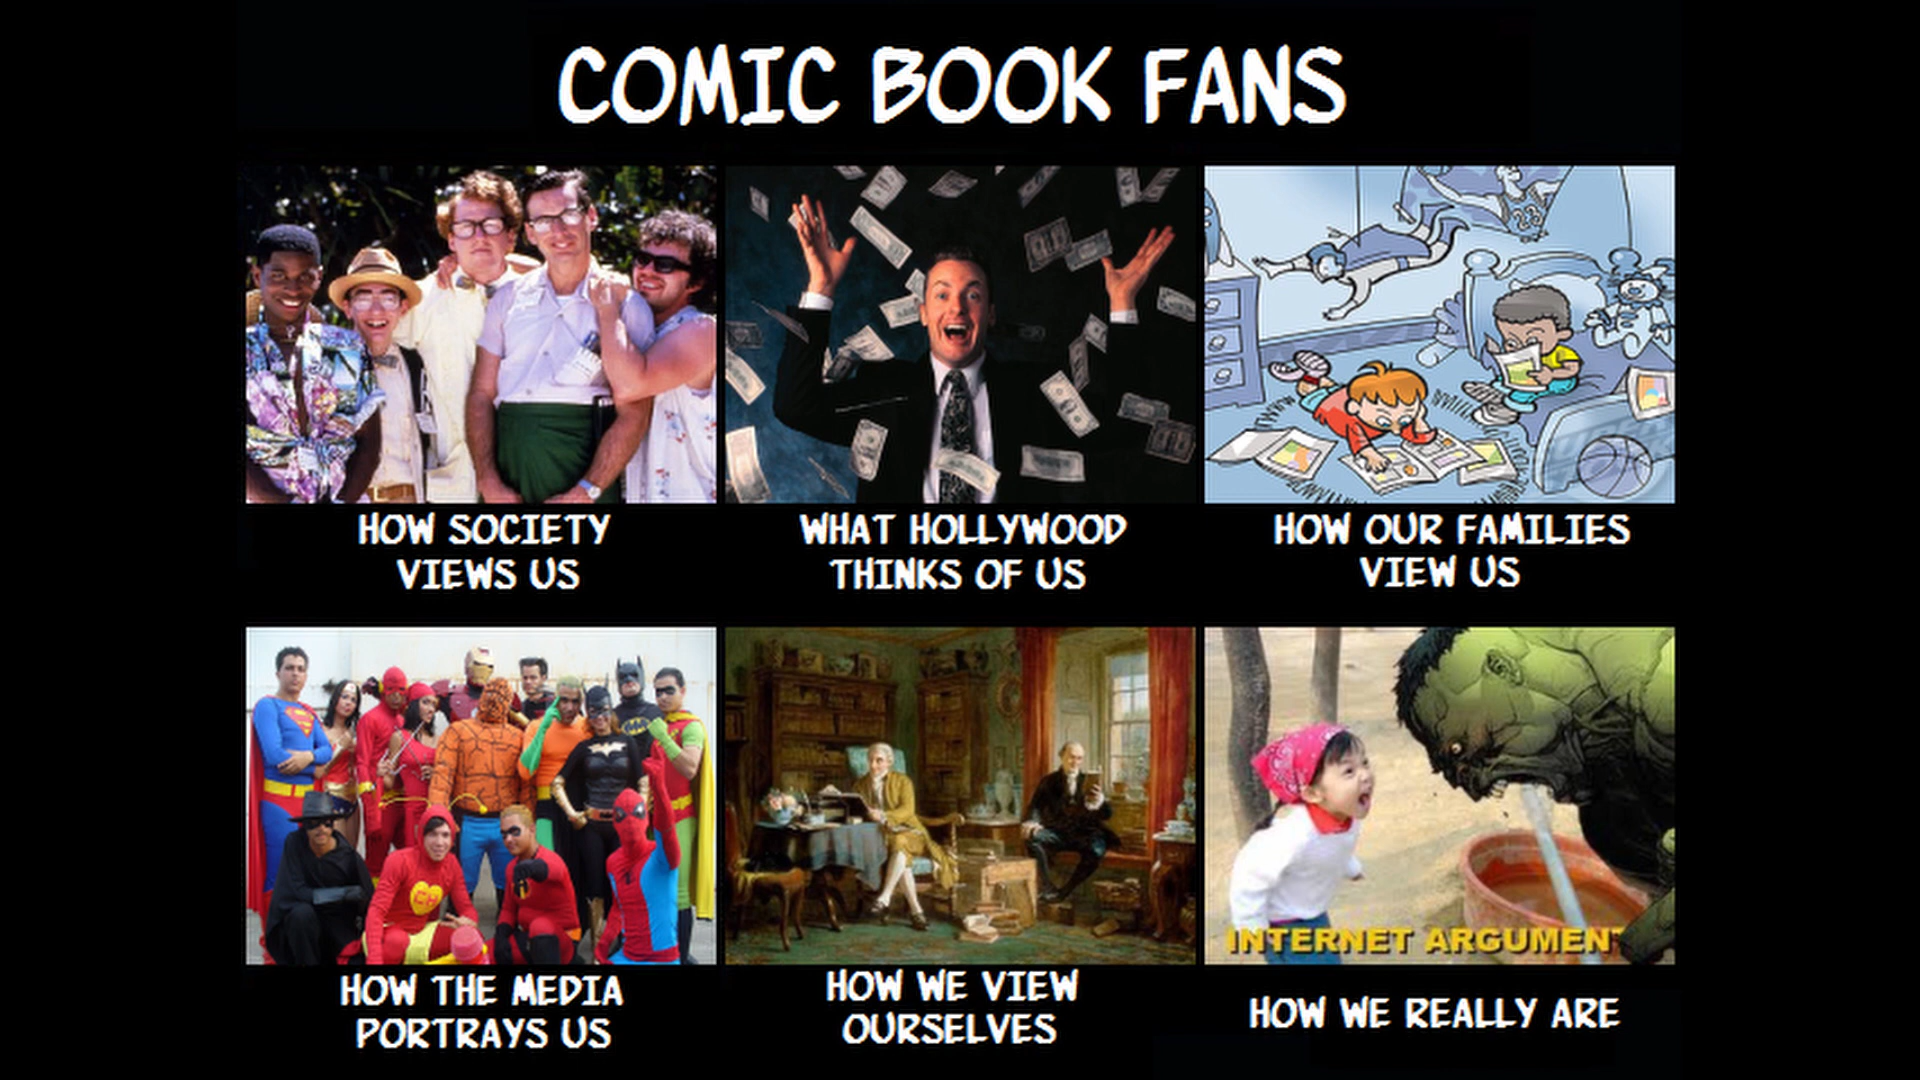 COMIC BOOK FANS
HOW SOCIETY
VIEWS US
WHAT HOLLYWOOD
THINKS OF US
HOW OUR FAMILIES
VIEW US
HOW THE MEDIA
PORTRAYS US
HOW WE VIEW
OURSELVES
INTERNET ARGUMENT
HOW WE REALLY ARE